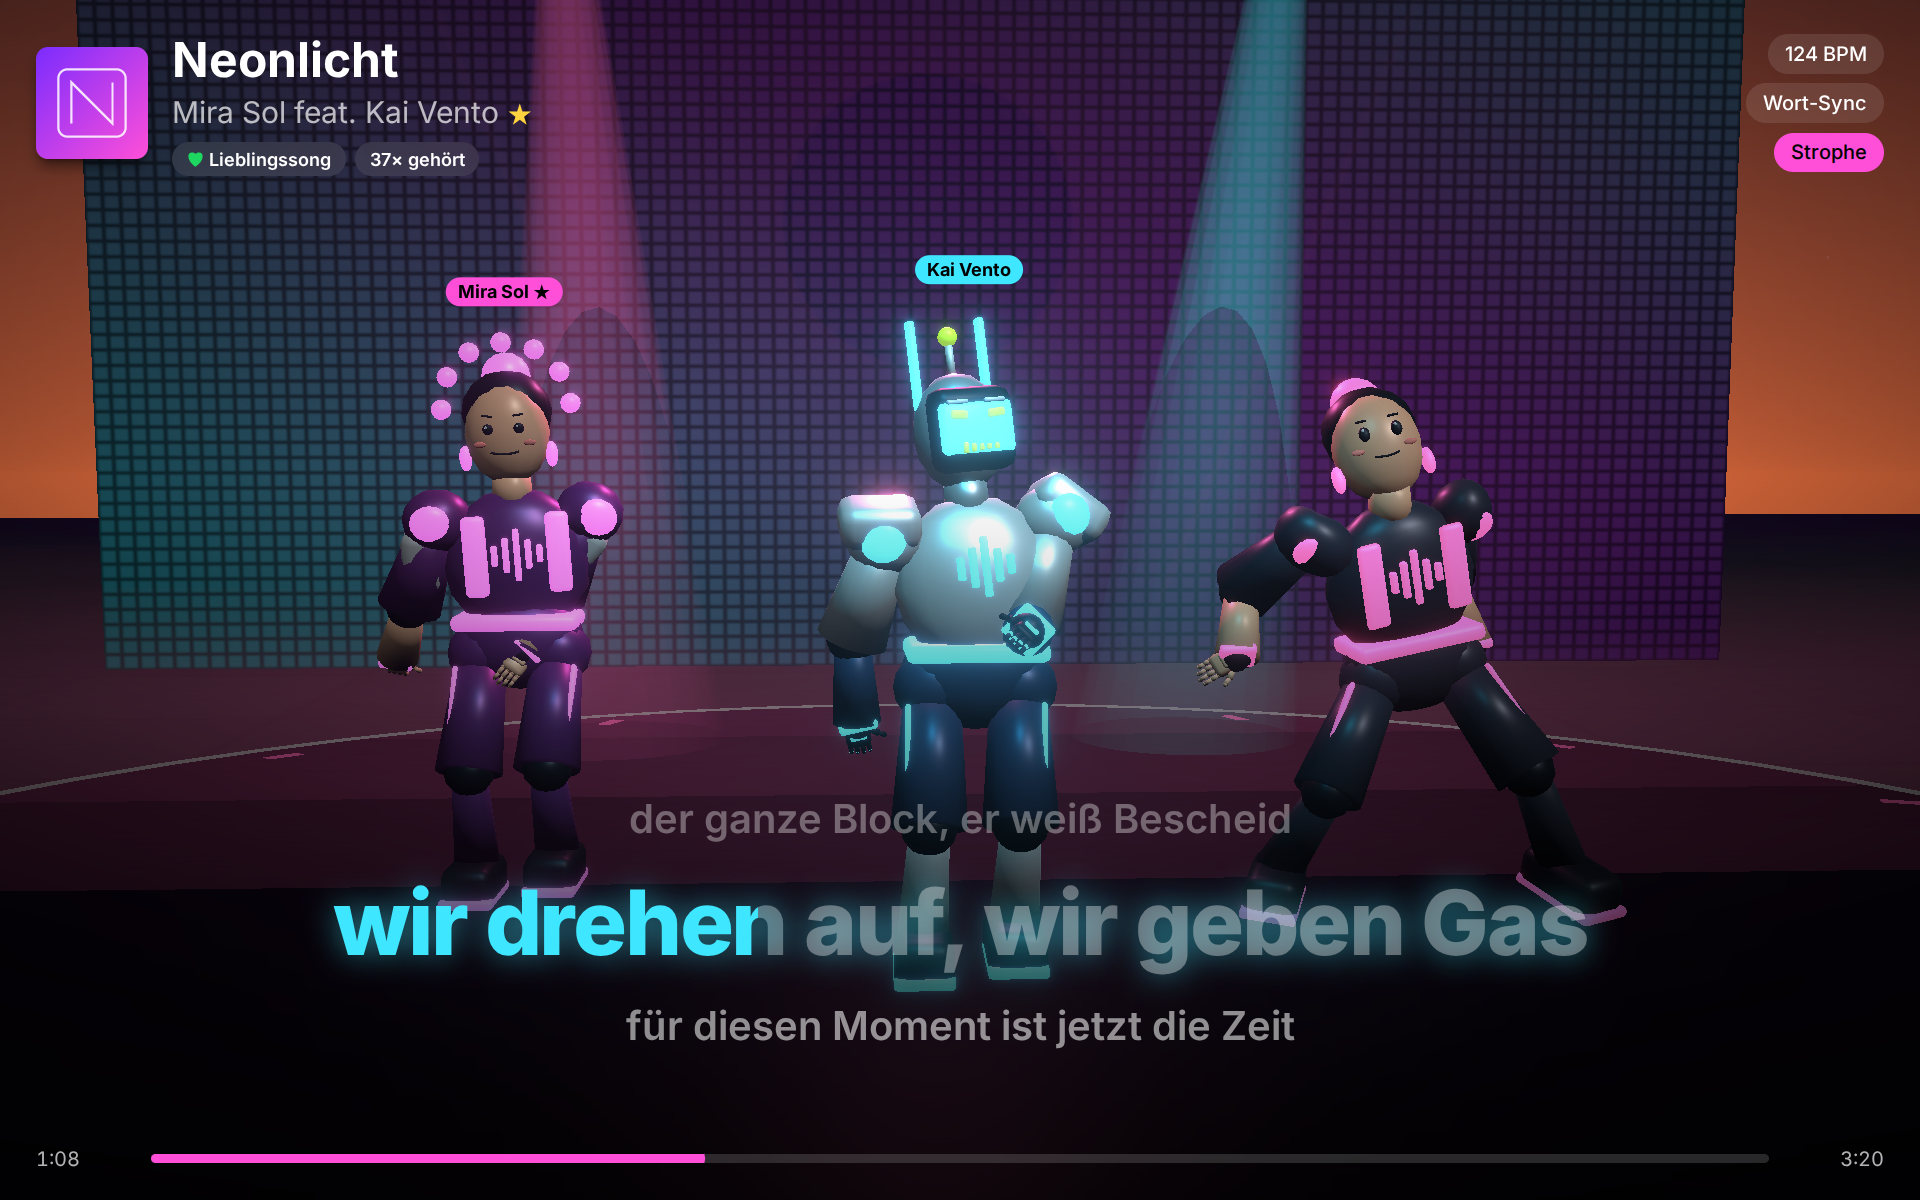 N
Neonlicht
Mira Sol feat. Kai Vento ★
Lieblingssong
37× gehört
124 BPM
Wort-Sync
Strophe
Mira Sol ★
Kai Vento
der ganze Block, er weiß Bescheid
wir drehen auf, wir geben Gas
für diesen Moment ist jetzt die Zeit
1:08
3:20